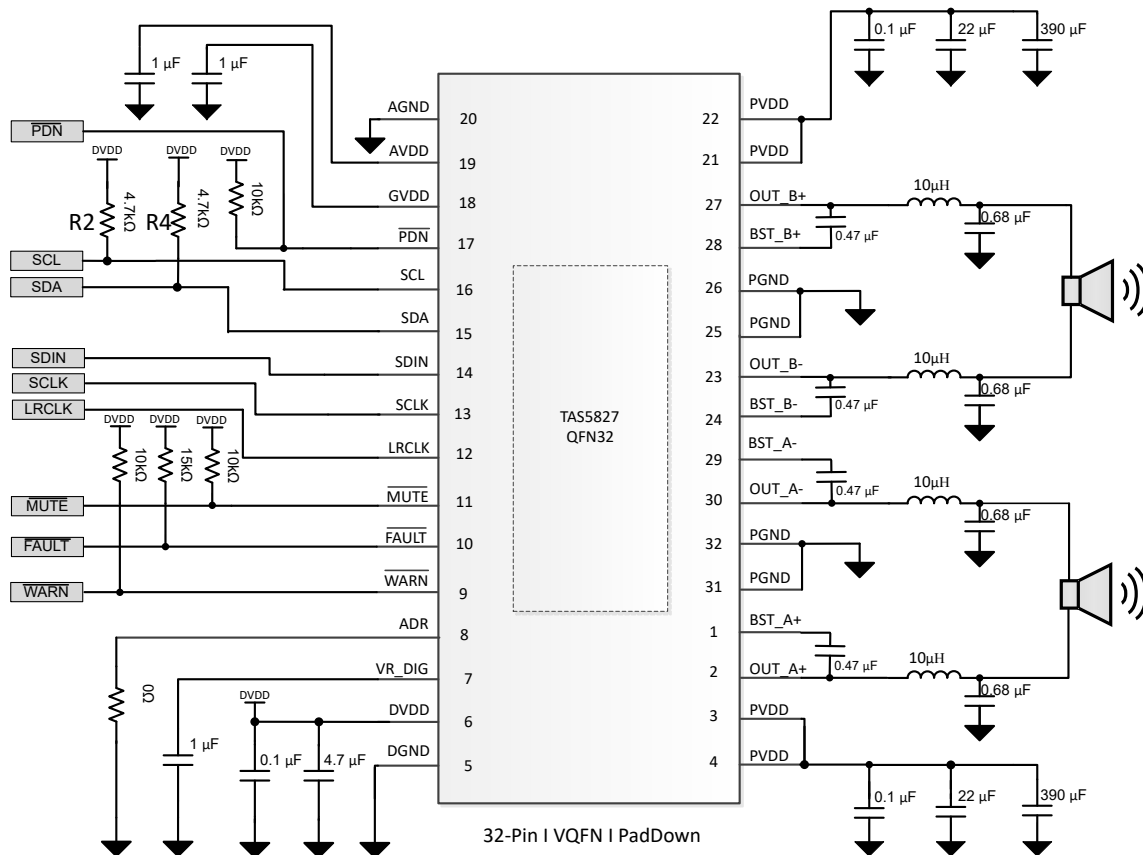 1 µF
1 µF
0.1 µF
22 µF
390 µF
PDN
DVDD
DVDD
DVDD
R2
4.7kΩ
R4
4.7kΩ
10kΩ
SCL
SDA
SDIN
SCLK
LRCLK
DVDD
DVDD
DVDD
10kΩ
15kΩ
10kΩ
MUTE
FAULT
WARN
0Ω
1 µF
DVDD
0.1 µF
4.7 µF
AGND
20
AVDD
19
GVDD
18
PDN
17
SCL
16
SDA
15
SDIN
14
SCLK
13
LRCLK
12
MUTE
11
FAULT
10
WARN
9
ADR
8
VR_DIG
7
DVDD
6
DGND
5
TAS5827
QFN32
22
PVDD
21
PVDD
27
OUT_B+
28
BST_B+
26
PGND
25
PGND
23
OUT_B-
24
BST_B-
29
BST_A-
30
OUT_A-
32
PGND
31
PGND
1
BST_A+
2
OUT_A+
3
PVDD
4
PVDD
10µH
0.47 µF
0.68 µF
10µH
0.47 µF
0.68 µF
10µH
0.47 µF
0.68 µF
10µH
0.47 µF
0.68 µF
0.1 µF
22 µF
390 µF
32-Pin I VQFN I PadDown